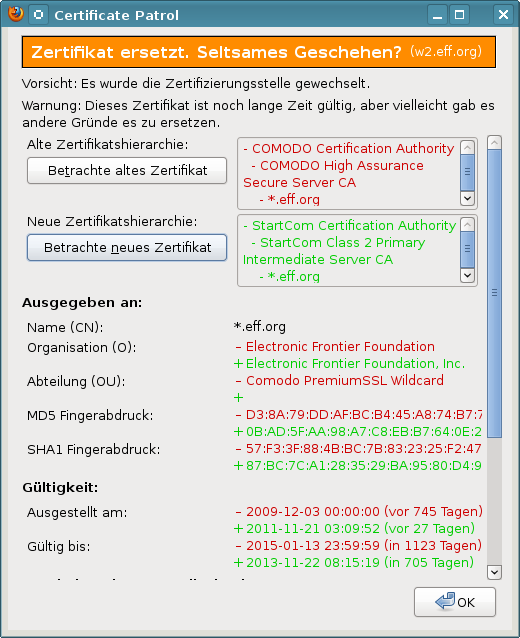 Certificate Patrol
Zertifikat ersetzt. Seltsames Geschehen? (w2.eff.org)
Vorsicht: Es wurde die Zertifizierungsstelle gewechselt.
Warnung: Dieses Zertifikat ist noch lange Zeit gültig, aber vielleicht gab es
andere Gründe es zu ersetzen.
Alte Zertifikatshierarchie:
Betrachte altes Zertifikat
- COMODO Certification Authority
- COMODO High Assurance
Secure Server CA
- *.eff.org
Neue Zertifikatshierarchie:
Betrachte neues Zertifikat
- StartCom Certification Authority
- StartCom Class 2 Primary
Intermediate Server CA
- *.eff.org
Ausgegeben an:
Name (CN): *.eff.org
Organisation (O): – Electronic Frontier Foundation
+ Electronic Frontier Foundation, Inc.
Abteilung (OU): – Comodo PremiumSSL Wildcard
+
MD5 Fingerabdruck: – D3:8A:79:DD:AF:BC:B4:45:A8:74:B7:7
+ 0B:AD:5F:AA:98:A7:C8:EB:B7:64:0E:2
SHA1 Fingerabdruck: – 57:F3:3F:88:4B:BC:7B:83:23:25:F2:47
+ 87:BC:7C:A1:28:35:29:BA:95:80:D4:9
Gültigkeit:
Ausgestellt am: – 2009-12-03 00:00:00 (vor 745 Tagen)
+ 2011-11-21 03:09:52 (vor 27 Tagen)
Gültig bis: – 2015-01-13 23:59:59 (in 1123 Tagen)
+ 2013-11-22 08:15:19 (in 705 Tagen)
OK